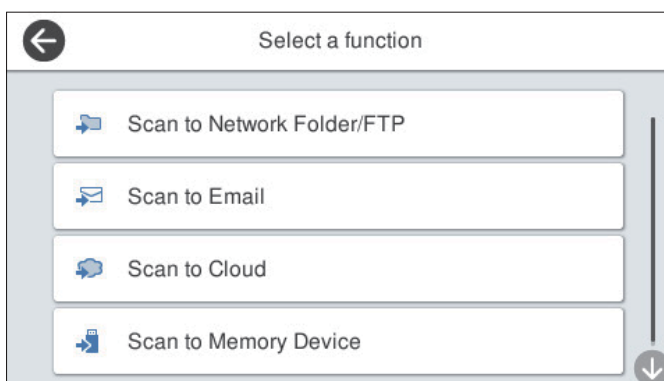 Select a function
Scan to Network Folder/FTP
Scan to Email
Scan to Cloud
Scan to Memory Device